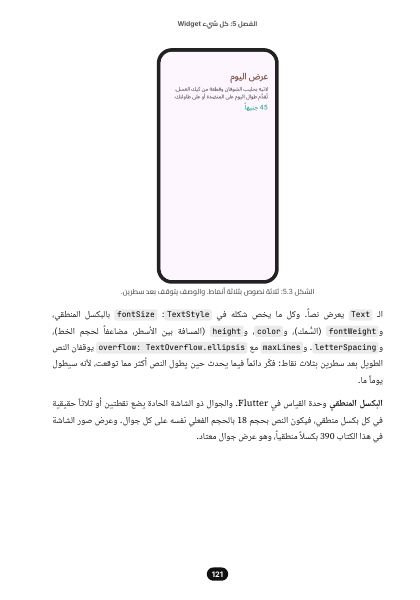 الفصل 5: كل شيء Widget
عرض اليوم
لاتيه بحليب الشوفان وقطعة من كيك العسل،
تُقدَّم طوال اليوم على المنضدة أو على طاولتك.
45 جنيهاً
الشكل 5.3: ثلاثة نصوص بثلاثة أنماط. والوصف يتوقف بعد سطرين.
الـ Text يعرض نصاً. وكل ما يخص شكله في TextStyle: fontSize بالبكسل المنطقي،
وfontWeight (السُّمك)، وcolor، وheight (المسافة بين الأسطر، مضاعفاً لحجم الخط)،
وletterSpacing. وmaxLines مع overflow: TextOverflow.ellipsis يوقفان النص
الطويل بعد سطرين بثلاث نقاط: فكّر دائماً فيما يحدث حين يطول النص أكثر مما توقعت، لأنه سيطول
يوماً ما.
البكسل المنطقي وحدة القياس في Flutter. والجوال ذو الشاشة الحادة يضع نقطتين أو ثلاثاً حقيقية
في كل بكسل منطقي، فيكون النص بحجم 18 بالحجم الفعلي نفسه على كل جوال. وعرض صور الشاشة
في هذا الكتاب 390 بكسلاً منطقياً، وهو عرض جوال معتاد.
121